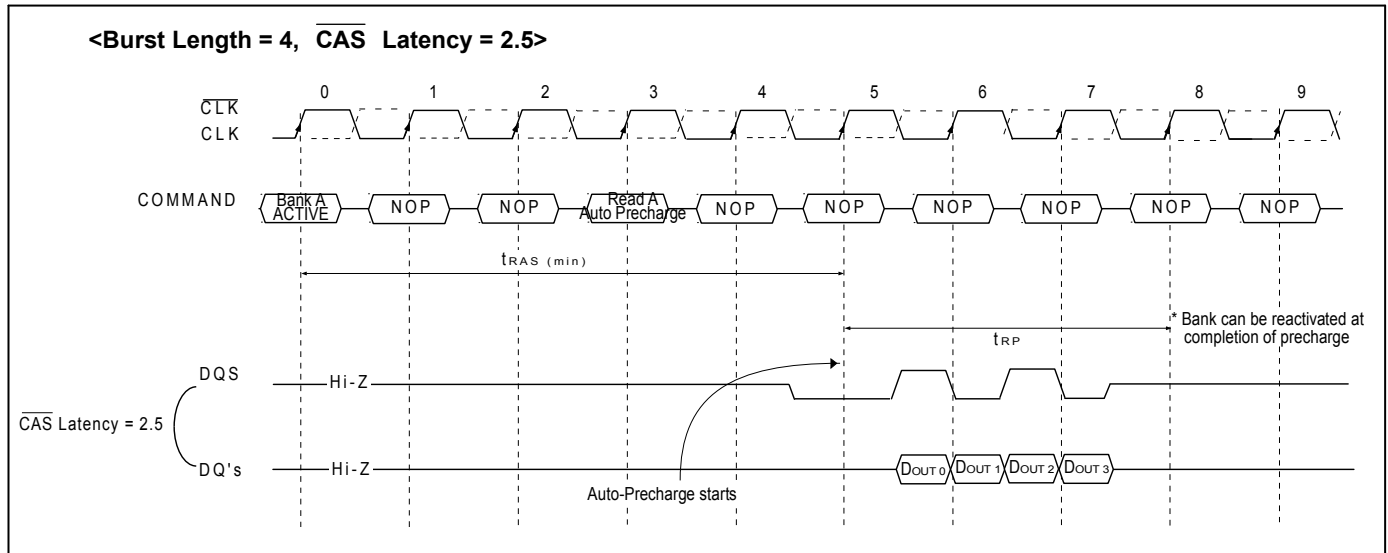 <Burst Length = 4, CAS Latency = 2.5>
0 1 2 3 4 5 6 7 8 9
CLK
CLK
COMMAND
Bank A
ACTIVE
NOP
NOP
Read A
Auto Precharge
NOP
NOP
NOP
NOP
NOP
NOP
tRAS (min)
* Bank can be reactivated at
completion of precharge
tRP
DQS
Hi-Z
CAS Latency = 2.5
DQ's
Hi-Z
DOUT 0 DOUT 1 DOUT 2 DOUT 3
Auto-Precharge starts